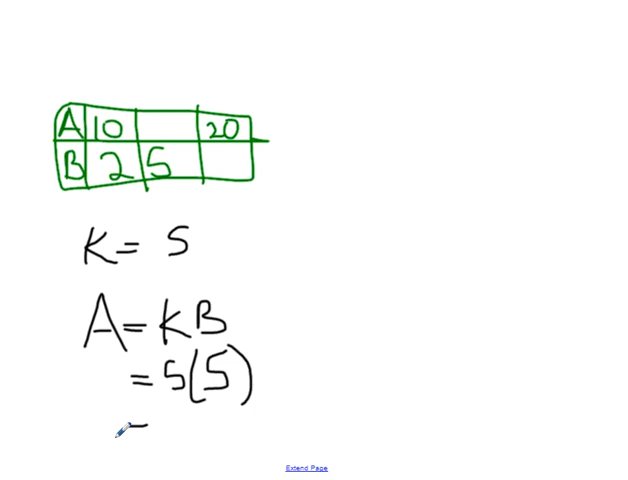 A 10 20
B 2 5
K = 5
A = KB
= 5(5)
=
Extend Page